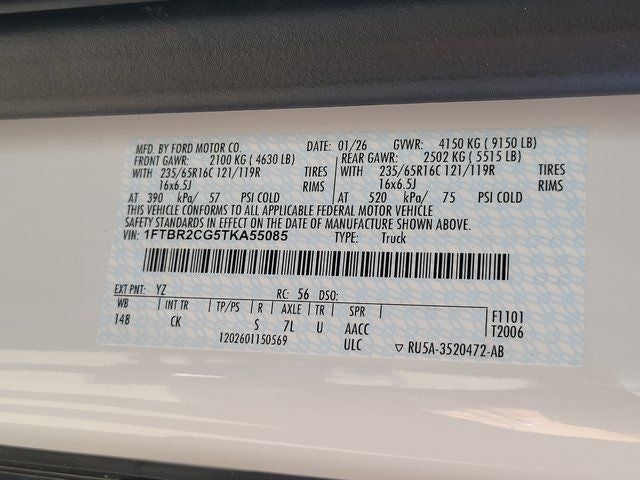 MFD. BY FORD MOTOR CO. DATE: 01/26 GVWR: 4150 KG ( 9150 LB)
FRONT GAWR: 2100 KG ( 4630 LB) REAR GAWR: 2502 KG ( 5515 LB)
WITH 235/65R16C 121/119R TIRES WITH 235/65R16C 121/119R TIRES
16x6.5J RIMS 16x6.5J RIMS
AT 390 kPa/ 57 PSI COLD AT 520 kPa/ 75 PSI COLD
THIS VEHICLE CONFORMS TO ALL APPLICABLE FEDERAL MOTOR VEHICLE
SAFETY STANDARDS IN EFFECT ON THE DATE OF MANUFACTURE SHOWN ABOVE.
VIN: 1FTBR2CG5TKA55085 TYPE: Truck
EXT PNT: YZ RC: 56 DSO:
WB INT TR TP/PS R AXLE TR SPR F1101
148 CK S 7L U AACC T2006
1202601150569 ULC ▽ RU5A-3520472-AB